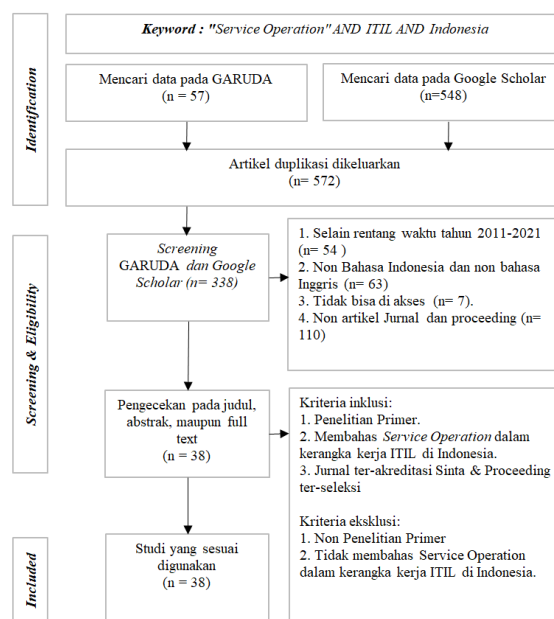 Keyword : "Service Operation" AND ITIL AND Indonesia
Identification
Mencari data pada GARUDA
(n = 57)
Mencari data pada Google Scholar
(n=548)
Artikel duplikasi dikeluarkan
(n= 572)
Screening & Eligibility
Screening
GARUDA dan Google
Scholar (n= 338)
1. Selain rentang waktu tahun 2011-2021
(n= 54 )
2. Non Bahasa Indonesia dan non bahasa
Inggris (n= 63)
3. Tidak bisa di akses (n= 7).
4. Non artikel Jurnal dan proceeding (n=
110)
Pengecekan pada judul,
abstrak, maupun full
text
(n = 38)
Kriteria inklusi:
1. Penelitian Primer.
2. Membahas Service Operation dalam
kerangka kerja ITIL di Indonesia.
3. Jurnal ter-akreditasi Sinta & Proceeding
ter-seleksi
Kriteria eksklusi:
1. Non Penelitian Primer
2. Tidak membahas Service Operation
dalam kerangka kerja ITIL di Indonesia.
Included
Studi yang sesuai
digunakan
(n = 38)